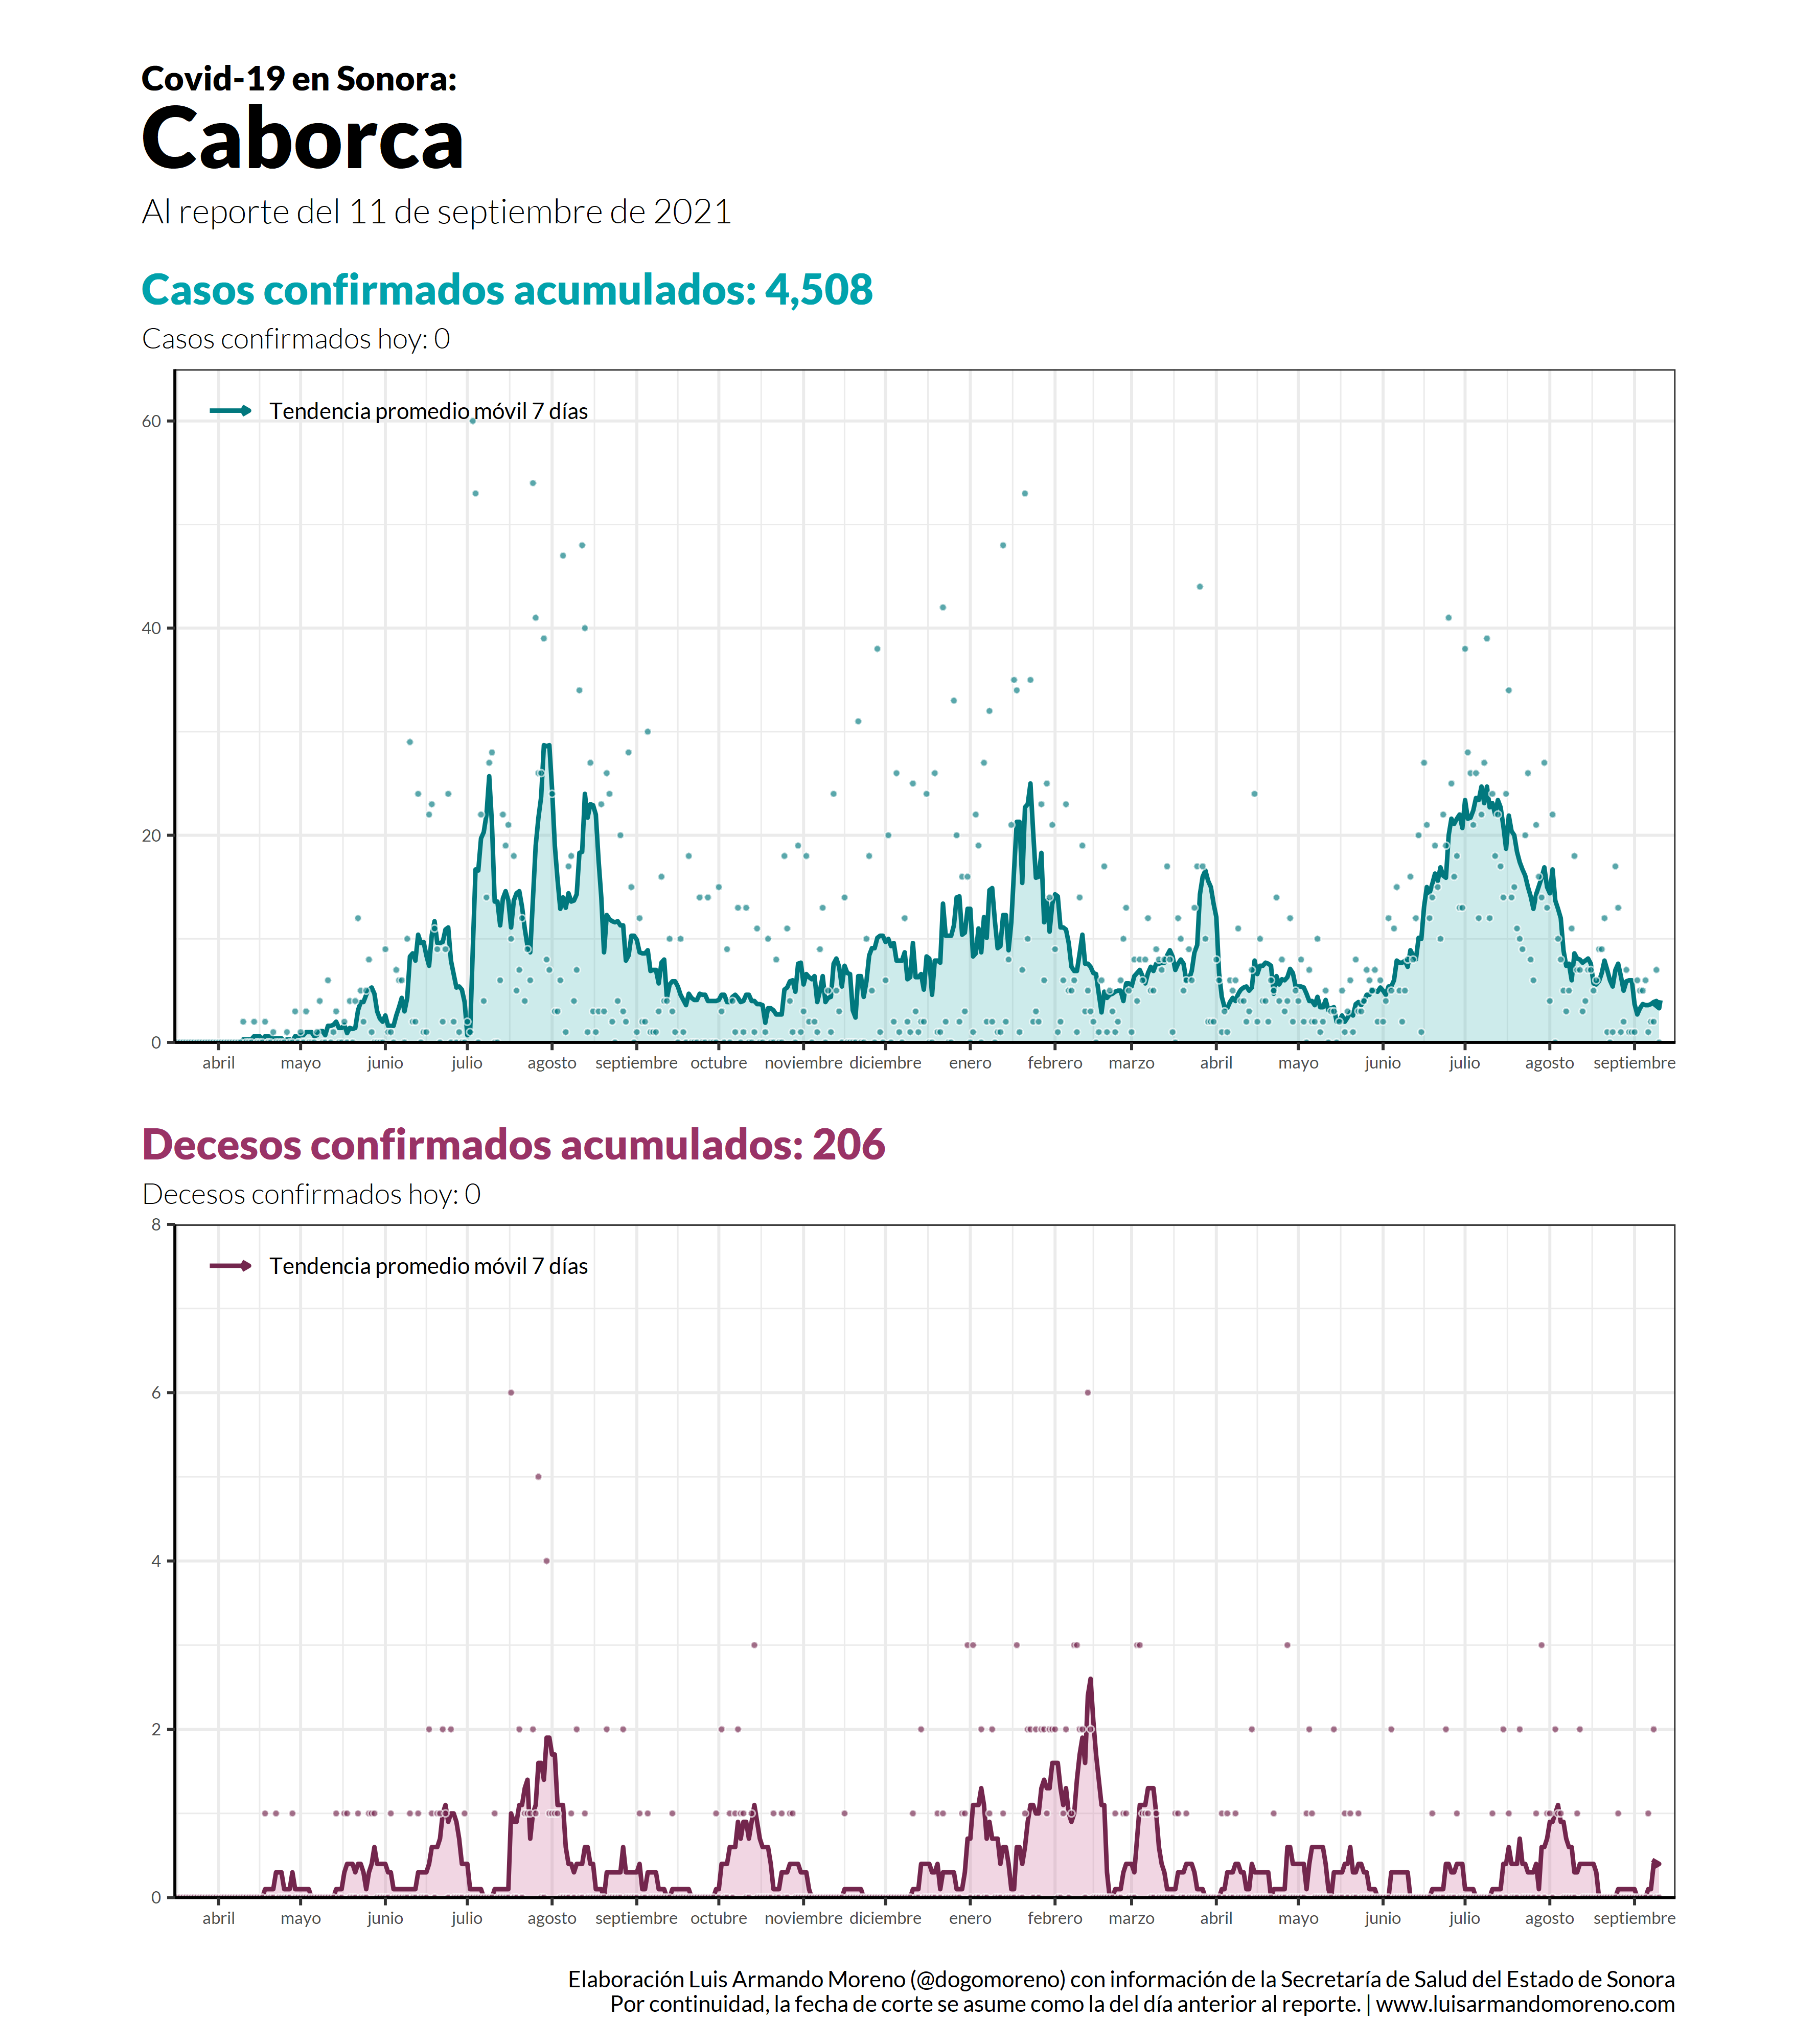 Covid-19 en Sonora:
Caborca
Al reporte del 11 de septiembre de 2021
Casos confirmados acumulados: 4,508
Casos confirmados hoy: 0
Tendencia promedio móvil 7 días
60
40
20
0
abril mayo junio julio agosto septiembre octubre noviembre diciembre enero febrero marzo abril mayo junio julio agosto septiembre
Decesos confirmados acumulados: 206
Decesos confirmados hoy: 0
8
Tendencia promedio móvil 7 días
6
4
2
0
abril mayo junio julio agosto septiembre octubre noviembre diciembre enero febrero marzo abril mayo junio julio agosto septiembre
Elaboración Luis Armando Moreno (@dogomoreno) con información de la Secretaría de Salud del Estado de Sonora
Por continuidad, la fecha de corte se asume como la del día anterior al reporte. | www.luisarmandomoreno.com